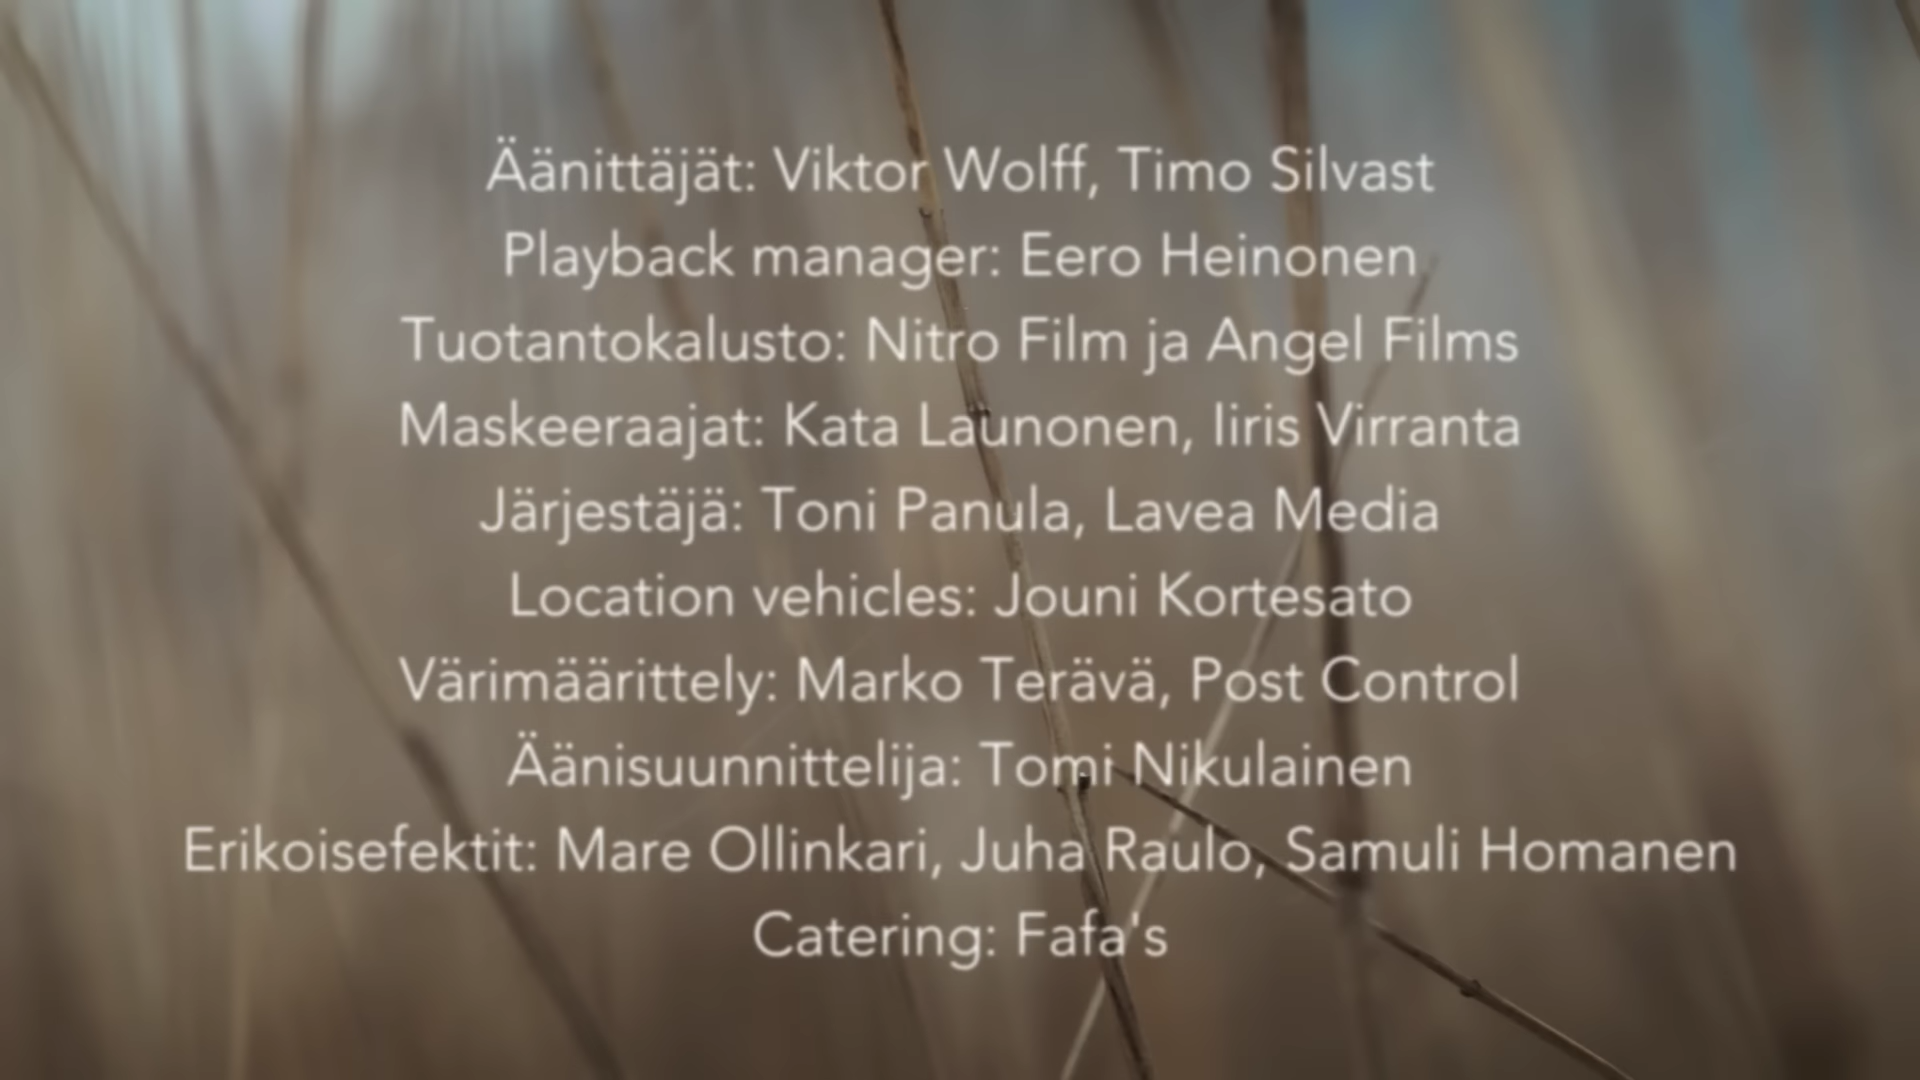 Äänittäjät: Viktor Wolff, Timo Silvast
Playback manager: Eero Heinonen
Tuotantokalusto: Nitro Film ja Angel Films
Maskeeraajat: Kata Launonen, Iiris Virranta
Järjestäjä: Toni Panula, Lavea Media
Location vehicles: Jouni Kortesato
Värimäärittely: Marko Terävä, Post Control
Äänisuunnittelija: Tomi Nikulainen
Erikoisefektit: Mare Ollinkari, Juha Raulo, Samuli Homanen
Catering: Fafa's